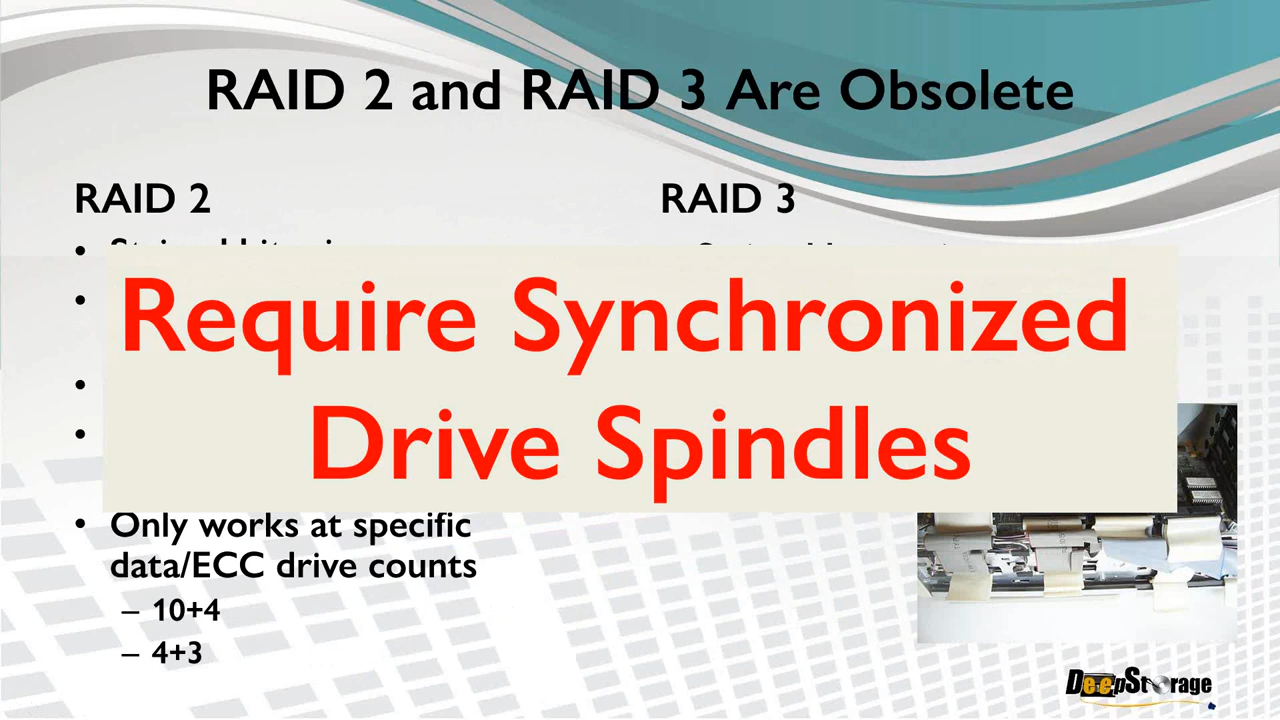 RAID 2 and RAID 3 Are Obsolete
RAID 2
RAID 3
Require Synchronized
Drive Spindles
• Only works at specific
data/ECC drive counts
– 10+4
– 4+3
DeepStorage